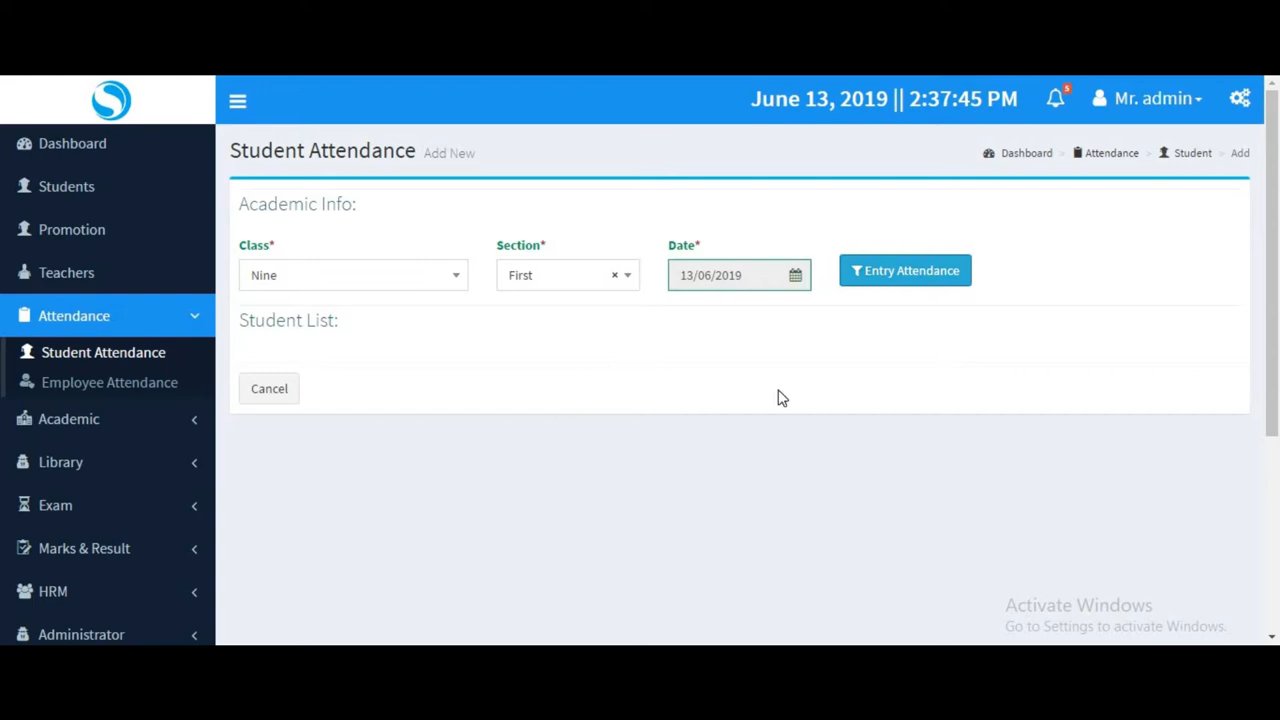 June 13, 2019 || 2:37:45 PM
5
Mr. admin
Dashboard
Students
Promotion
Teachers
Attendance
Student Attendance
Employee Attendance
Academic
Library
Exam
Marks & Result
HRM
Administrator
Student Attendance Add New
Dashboard > Attendance > Student > Add
Academic Info:
Class* Section* Date*
Nine First × 13/06/2019 Entry Attendance
Student List:
Cancel
Activate Windows
Go to Settings to activate Windows.